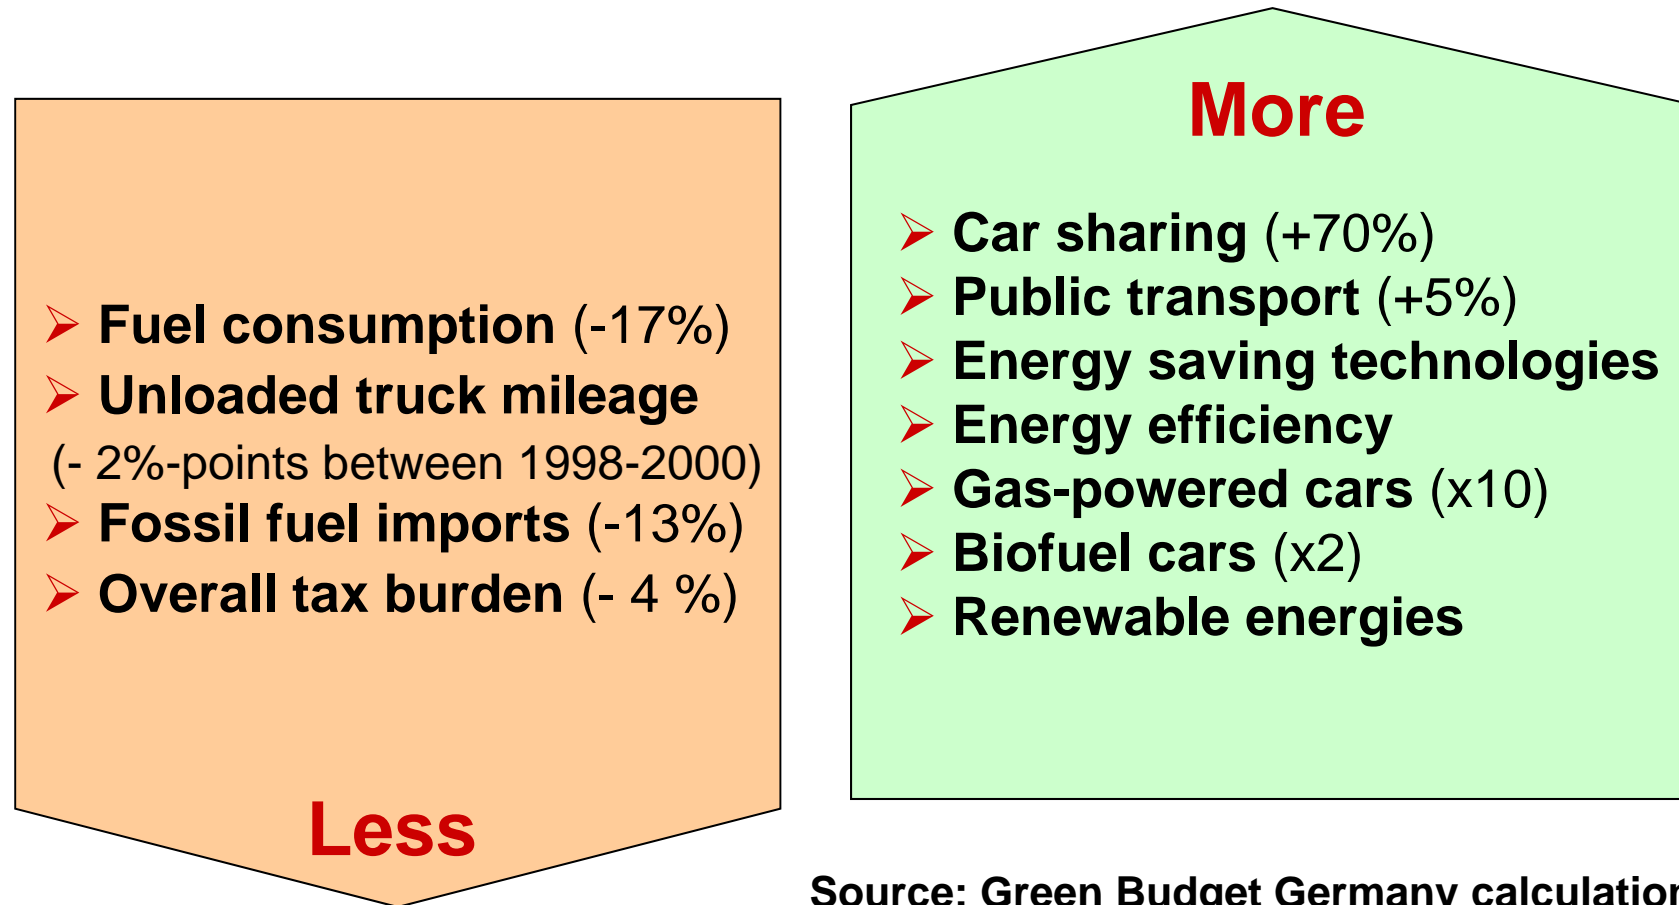 Fuel consumption (-17%)
Unloaded truck mileage
(- 2%-points between 1998-2000)
Fossil fuel imports (-13%)
Overall tax burden (- 4 %)
Less
More
Car sharing (+70%)
Public transport (+5%)
Energy saving technologies
Energy efficiency
Gas-powered cars (x10)
Biofuel cars (x2)
Renewable energies
Source: Green Budget Germany calculation